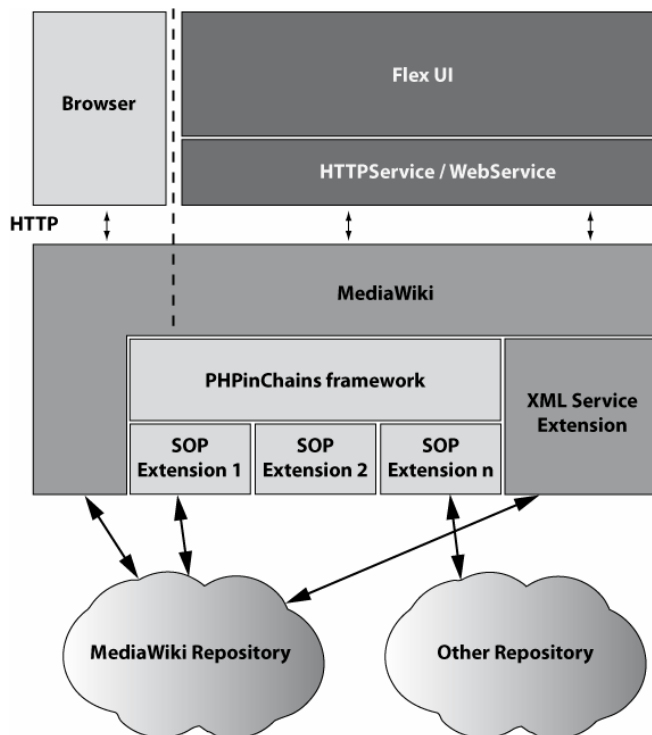 Flex UI
Browser
HTTPService / WebService
HTTP
MediaWiki
PHPinChains framework
XML Service
Extension
SOP
Extension 1
SOP
Extension 2
SOP
Extension n
MediaWiki Repository
Other Repository